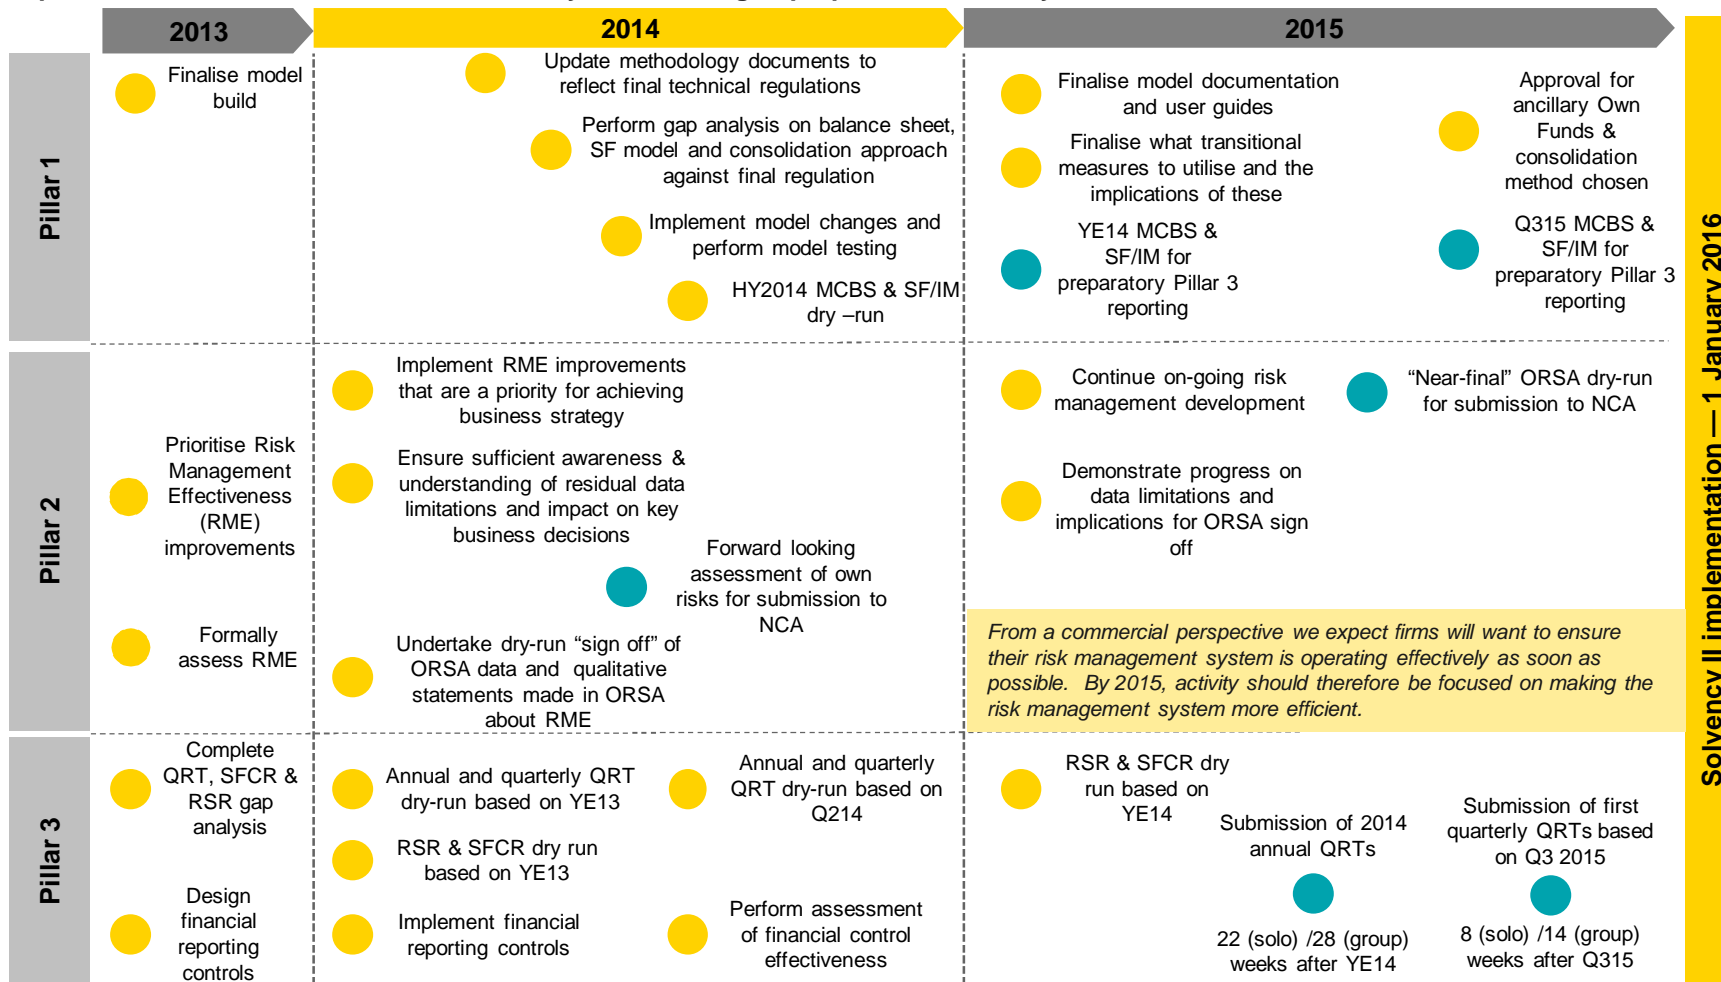 2013
2014
2015
Pillar 1
Finalise model
build
Update methodology documents to
reflect final technical regulations
Perform gap analysis on balance sheet,
SF model and consolidation approach
against final regulation
Implement model changes and
perform model testing
HY2014 MCBS & SF/IM
dry –run
Finalise model documentation
and user guides
Finalise what transitional
measures to utilise and the
implications of these
YE14 MCBS &
SF/IM for
preparatory Pillar 3
reporting
Approval for
ancillary Own
Funds &
consolidation
method chosen
Q315 MCBS &
SF/IM for
preparatory Pillar 3
reporting
Pillar 2
Prioritise Risk
Management
Effectiveness
(RME)
improvements
Formally
assess RME
Implement RME improvements
that are a priority for achieving
business strategy
Ensure sufficient awareness &
understanding of residual data
limitations and impact on key
business decisions
Forward looking
assessment of own
risks for submission to
NCA
Undertake dry-run “sign off” of
ORSA data and qualitative
statements made in ORSA
about RME
Continue on-going risk
management development
“Near-final” ORSA dry-run
for submission to NCA
Demonstrate progress on
data limitations and
implications for ORSA sign
off
From a commercial perspective we expect firms will want to ensure
their risk management system is operating effectively as soon as
possible. By 2015, activity should therefore be focused on making the
risk management system more efficient.
Pillar 3
Complete
QRT, SFCR &
RSR gap
analysis
Design
financial
reporting
controls
Annual and quarterly QRT
dry-run based on YE13
RSR & SFCR dry run
based on YE13
Implement financial
reporting controls
Annual and quarterly
QRT dry-run based on
Q214
Perform assessment
of financial control
effectiveness
RSR & SFCR dry
run based on
YE14
Submission of 2014
annual QRTs
22 (solo) /28 (group)
weeks after YE14
Submission of first
quarterly QRTs based
on Q3 2015
8 (solo) /14 (group)
weeks after Q315
Solvency II implementation — 1 January 2016